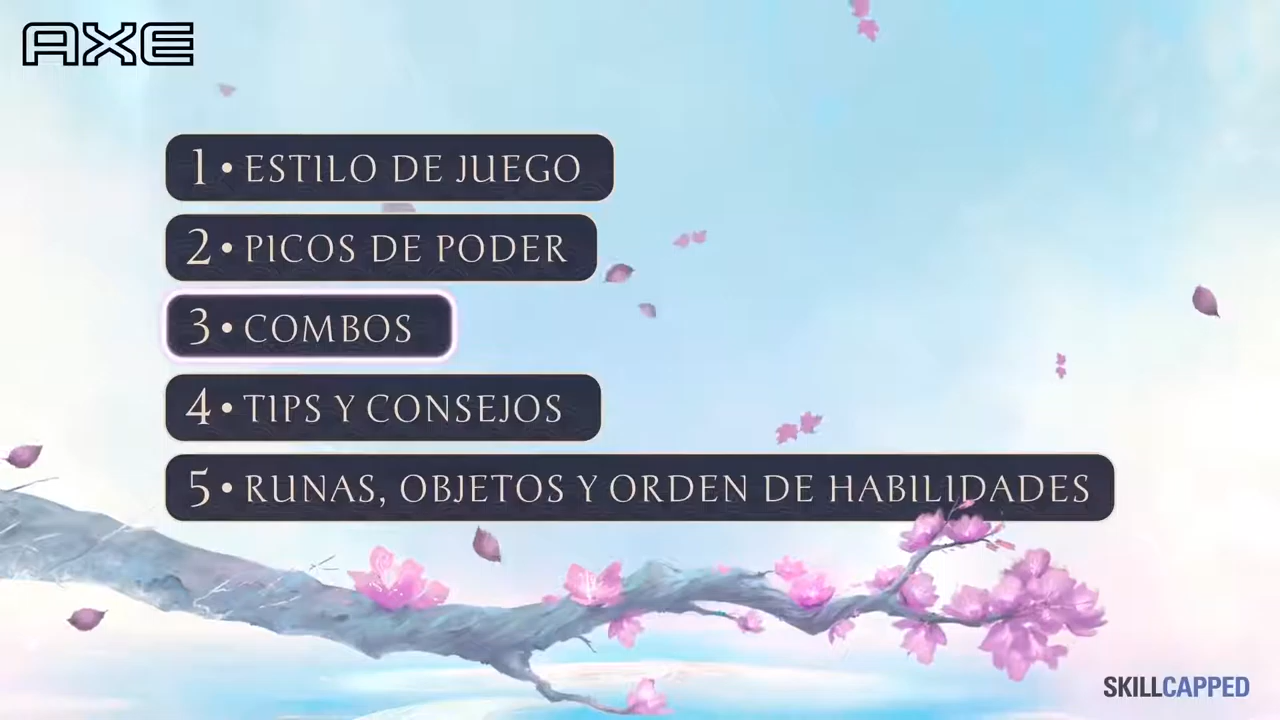 AXE
1 • ESTILO DE JUEGO
2 • PICOS DE PODER
3 • COMBOS
4 • TIPS Y CONSEJOS
5 • RUNAS, OBJETOS Y ORDEN DE HABILIDADES
SKILLCAPPED